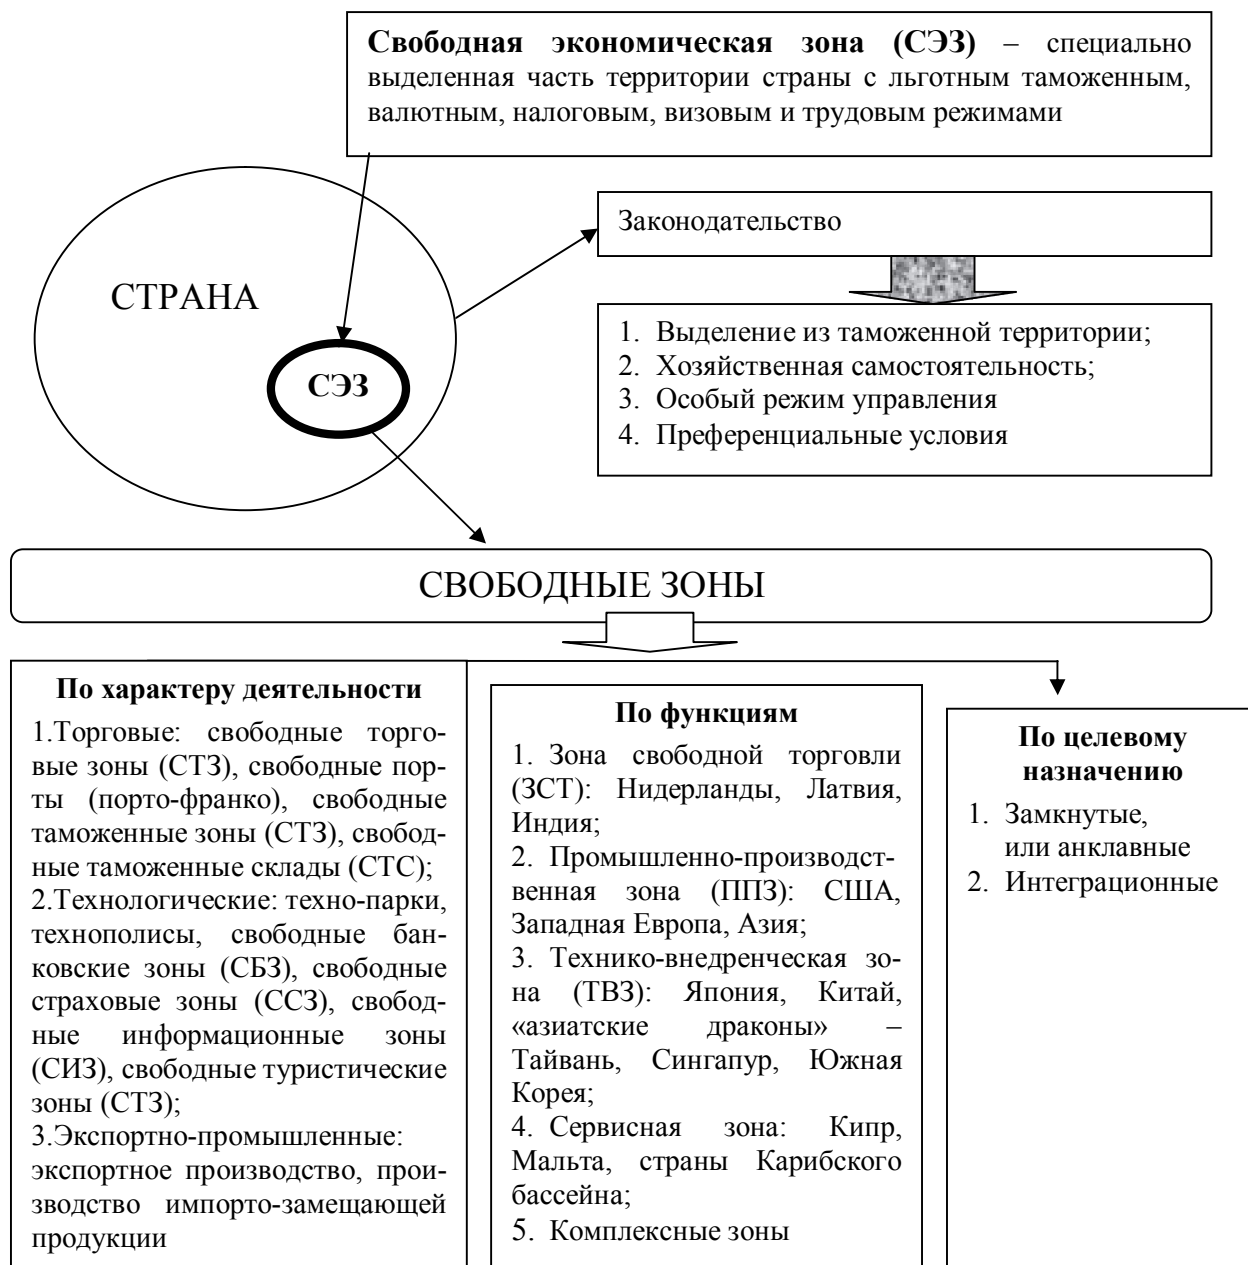 Свободная экономическая зона (СЭЗ) – специально
выделенная часть территории страны с льготным таможенным,
валютным, налоговым, визовым и трудовым режимами
Законодательство
СТРАНА
СЭЗ
1. Выделение из таможенной территории;
2. Хозяйственная самостоятельность;
3. Особый режим управления
4. Преференциальные условия
СВОБОДНЫЕ ЗОНЫ
По характеру деятельности
1.Торговые: свободные торго-
вые зоны (СТЗ), свободные пор-
ты (порто-франко), свободные
таможенные зоны (СТЗ), свобод-
ные таможенные склады (СТС);
2.Технологические: техно-парки,
технополисы, свободные бан-
ковские зоны (СБЗ), свободные
страховые зоны (ССЗ), свобод-
ные информационные зоны
(СИЗ), свободные туристические
зоны (СТЗ);
3.Экспортно-промышленные:
экспортное производство, прои-
зводство импорто-замещающей
продукции
По функциям
1. Зона свободной торговли
(ЗСТ): Нидерланды, Латвия,
Индия;
2. Промышленно-производст-
венная зона (ППЗ): США,
Западная Европа, Азия;
3. Технико-внедренческая зо-
на (ТВЗ): Япония, Китай,
«азиатские драконы» –
Тайвань, Сингапур, Южная
Корея;
4. Сервисная зона: Кипр,
Мальта, страны Карибского
бассейна;
5. Комплексные зоны
По целевому
назначению
1. Замкнутые,
или анклавные
2. Интеграционные